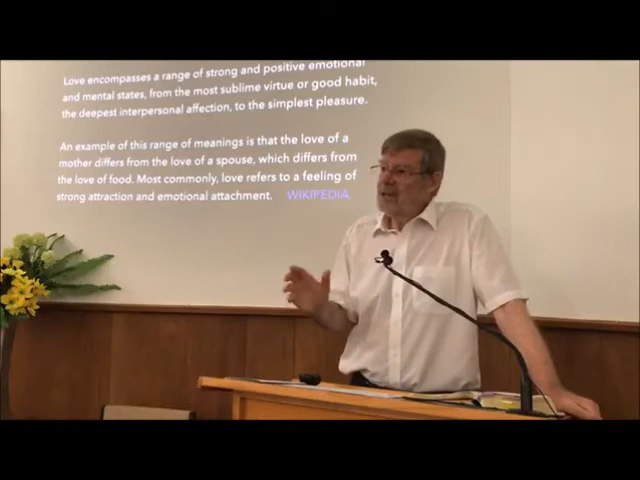 Love encompasses a range of strong and positive emotional
and mental states, from the most sublime virtue or good habit,
the deepest interpersonal affection, to the simplest pleasure.
An example of this range of meanings is that the love of a
mother differs from the love of a spouse, which differs from
the love of food. Most commonly, love refers to a feeling of
strong attraction and emotional attachment. WIKIPEDIA